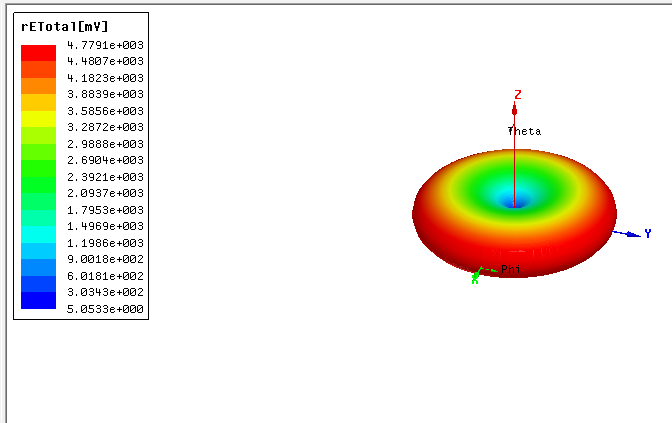 rETotal[mV]
4.7791e+003
4.4807e+003
4.1823e+003
3.8839e+003
3.5856e+003
3.2872e+003
2.9888e+003
2.6904e+003
2.3921e+003
2.0937e+003
1.7953e+003
1.4969e+003
1.1986e+003
9.0018e+002
6.0181e+002
3.0343e+002
5.0533e+000
Z
Theta
Y
Phi
X